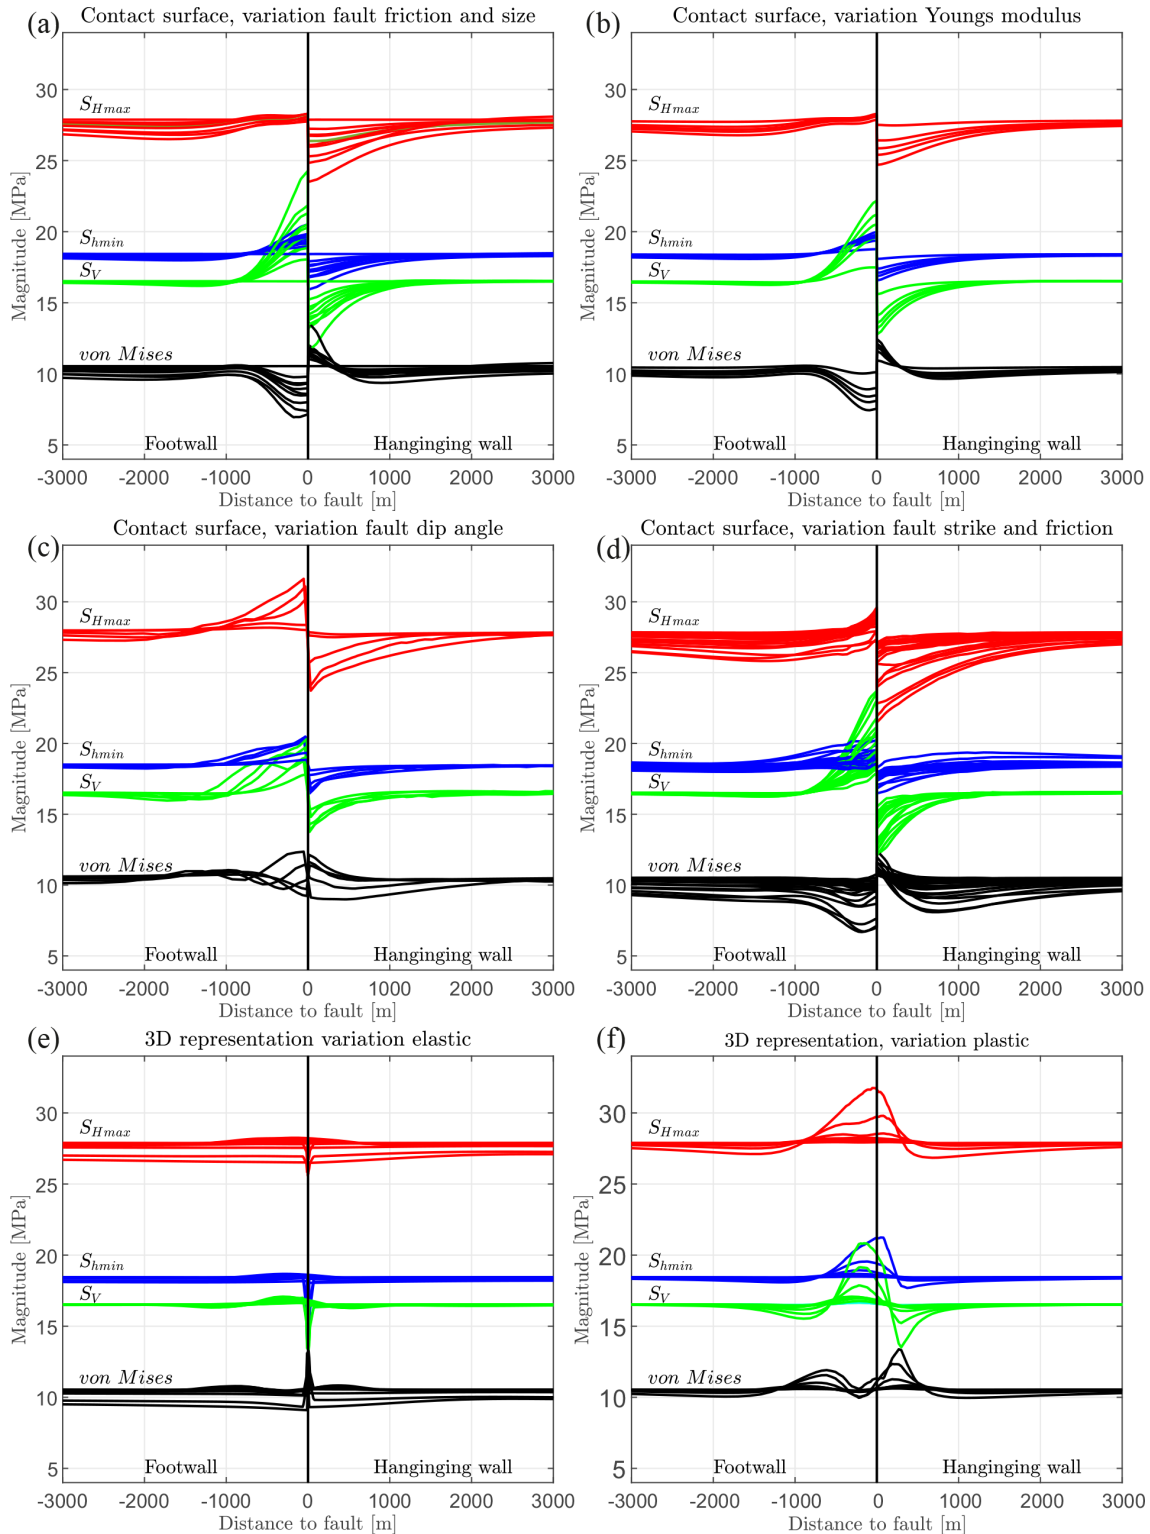 (a) Contact surface, variation fault friction and size
30
25
20
15
10
5
Magnitude [MPa]
S_Hmax
S_hmin
S_V
von Mises
Footwall
Hanginging wall
-3000 -2000 -1000 0 1000 2000 3000
Distance to fault [m]
(b) Contact surface, variation Youngs modulus
30
25
20
15
10
5
Magnitude [MPa]
S_Hmax
S_hmin
S_V
von Mises
Footwall
Hanginging wall
-3000 -2000 -1000 0 1000 2000 3000
Distance to fault [m]
(c) Contact surface, variation fault dip angle
30
25
20
15
10
5
Magnitude [MPa]
S_Hmax
S_hmin
S_V
von Mises
Footwall
Hanginging wall
-3000 -2000 -1000 0 1000 2000 3000
Distance to fault [m]
(d) Contact surface, variation fault strike and friction
30
25
20
15
10
5
Magnitude [MPa]
S_Hmax
S_hmin
S_V
von Mises
Footwall
Hanginging wall
-3000 -2000 -1000 0 1000 2000 3000
Distance to fault [m]
(e) 3D representation variation elastic
30
25
20
15
10
5
Magnitude [MPa]
S_Hmax
S_hmin
S_V
von Mises
Footwall
Hanginging wall
-3000 -2000 -1000 0 1000 2000 3000
Distance to fault [m]
(f) 3D representation, variation plastic
30
25
20
15
10
5
Magnitude [MPa]
S_Hmax
S_hmin
S_V
von Mises
Footwall
Hanginging wall
-3000 -2000 -1000 0 1000 2000 3000
Distance to fault [m]